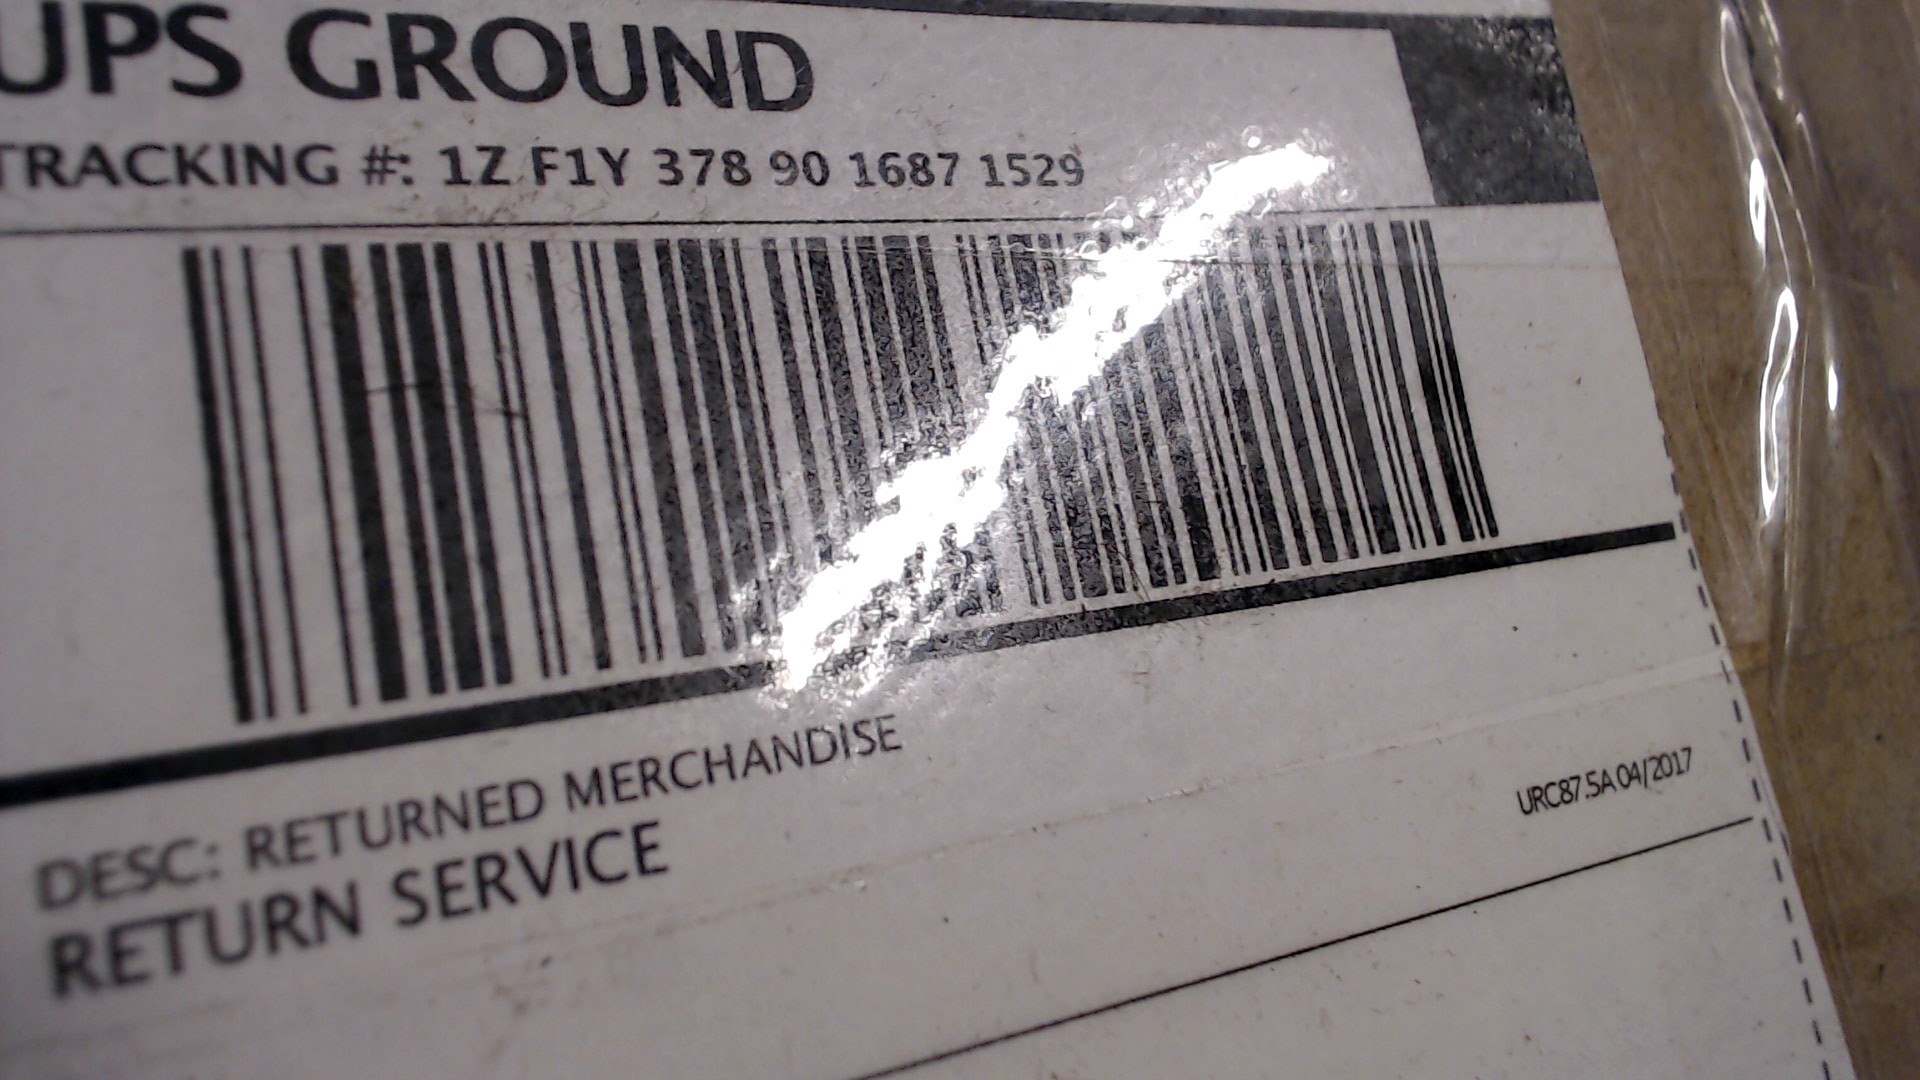 UPS GROUND
TRACKING #: 1Z F1Y 378 90 1687 1529
DESC: RETURNED MERCHANDISE
RETURN SERVICE
URC87.5A 04/2017